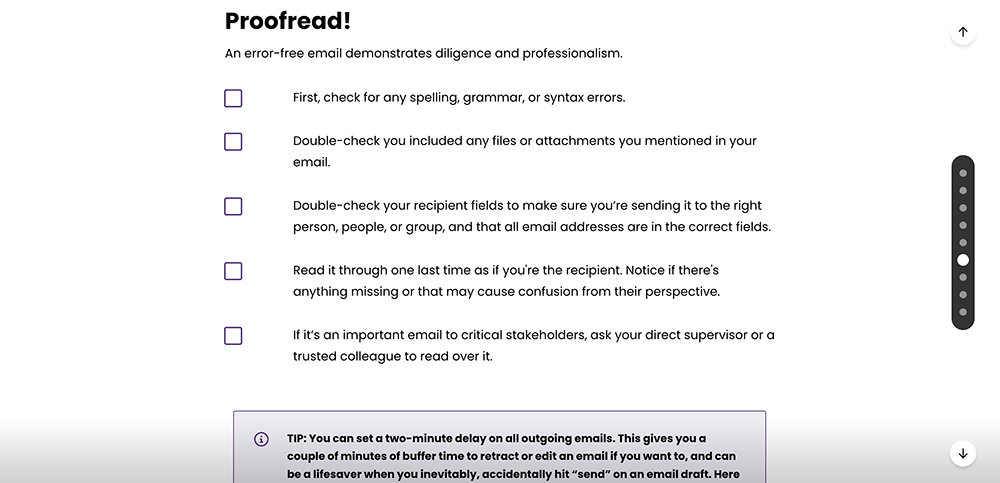 Proofread!
An error-free email demonstrates diligence and professionalism.
First, check for any spelling, grammar, or syntax errors.
Double-check you included any files or attachments you mentioned in your
email.
Double-check your recipient fields to make sure you’re sending it to the right
person, people, or group, and that all email addresses are in the correct fields.
Read it through one last time as if you're the recipient. Notice if there's
anything missing or that may cause confusion from their perspective.
If it’s an important email to critical stakeholders, ask your direct supervisor or a
trusted colleague to read over it.
TIP: You can set a two-minute delay on all outgoing emails. This gives you a
couple of minutes of buffer time to retract or edit an email if you want to, and can
be a lifesaver when you inevitably, accidentally hit “send” on an email draft. Here